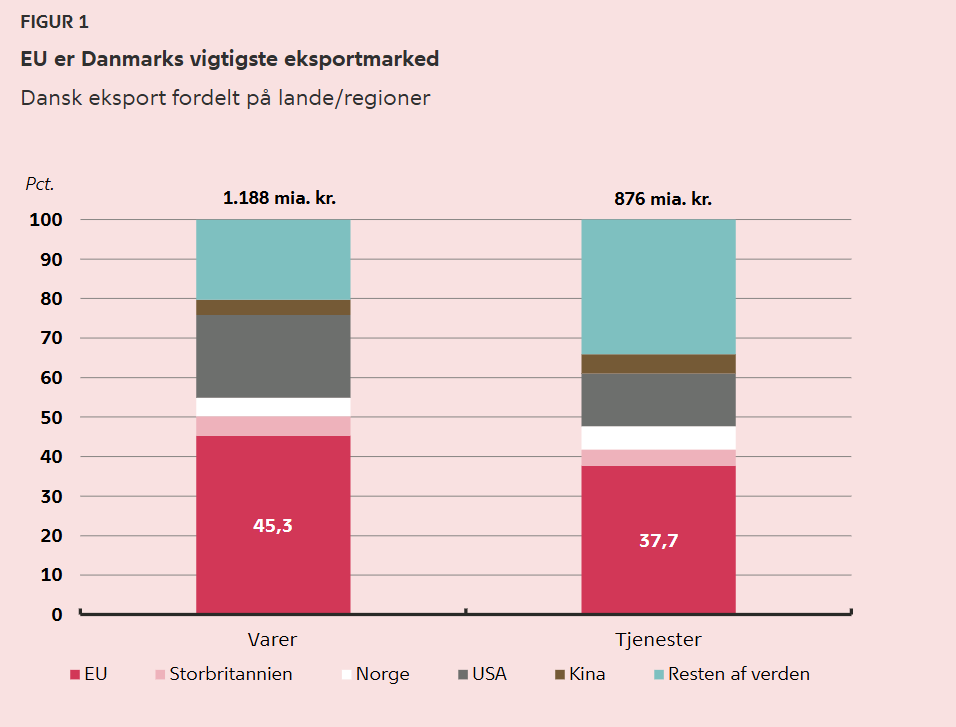 FIGUR 1
EU er Danmarks vigtigste eksportmarked
Dansk eksport fordelt på lande/regioner
Pct.
1.188 mia. kr.
876 mia. kr.
100
90
80
70
60
50
40
30
20
10
0
45,3
37,7
Varer
Tjenester
EU
Storbritannien
Norge
USA
Kina
Resten af verden